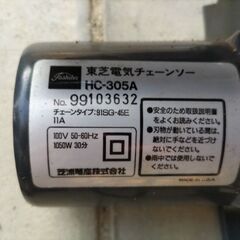 Toshiba
東芝電気チェーンソー
HC-305A
No. 99103632
チェーンタイプ:91SG-45E
11A
100V 50-60Hz
1050W 30分
芝浦電産株式会社
●安全のため取扱説明書をよくお読みください。
●刃物が動いている間は、絶対に手などを近づけないでください。
●雨中では使用しないでください。